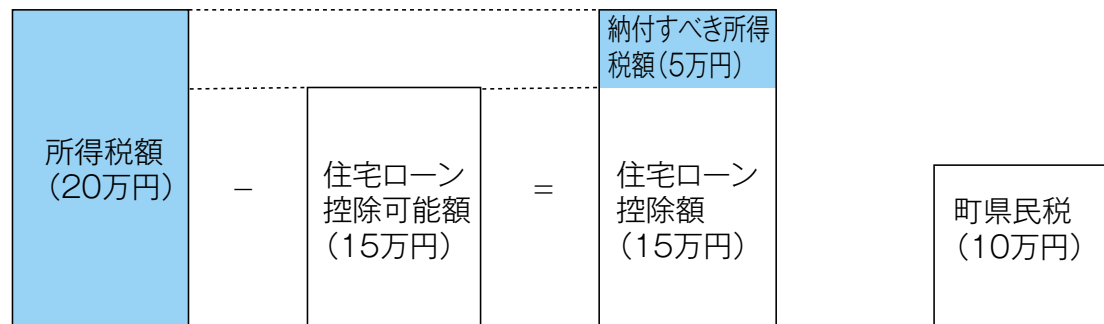 所得税額
（20万円）
−
住宅ローン
控除可能額
（15万円）
＝
納付すべき所得
税額（5万円）
住宅ローン
控除額
（15万円）
町県民税
（10万円）